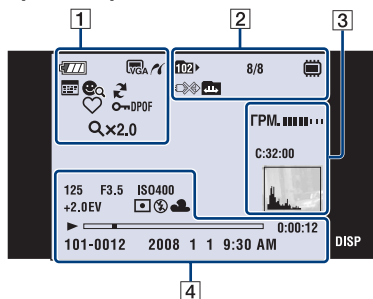 1
2
3
VGA
102
8/8
DPOF
×2.0
ГРМ.
C:32:00
125 F3.5 ISO400
+2.0EV
0:00:12
101-0012 2008 1 1 9:30 AM
DISP
4